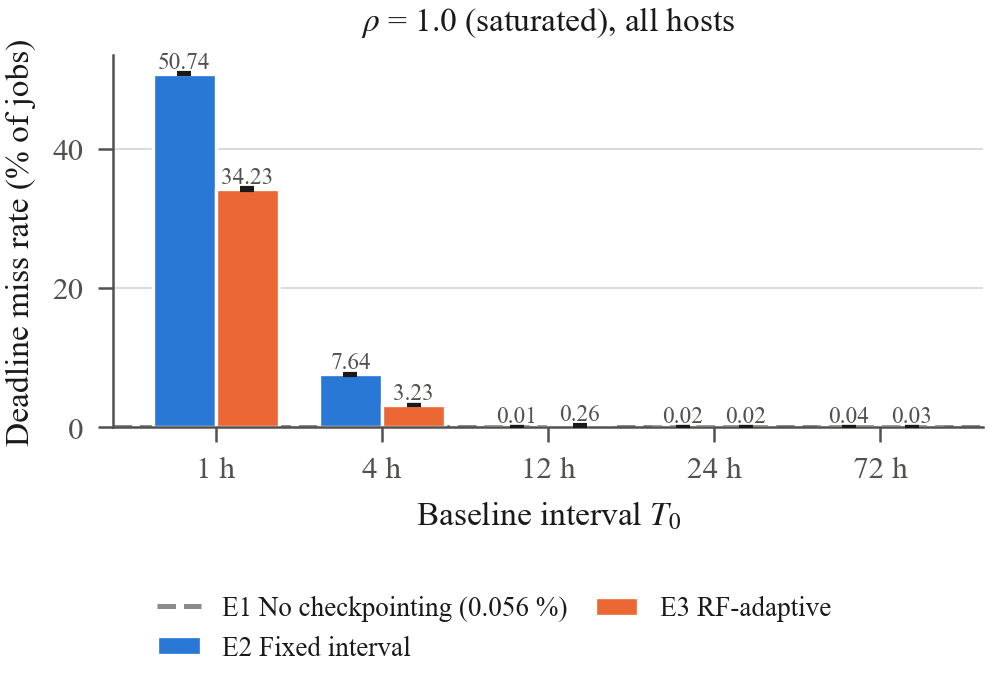 ρ = 1.0 (saturated), all hosts
Deadline miss rate (% of jobs)
40
20
0
50.74
34.23
7.64
3.23
0.01
0.26
0.02
0.02
0.04
0.03
1 h
4 h
12 h
24 h
72 h
Baseline interval T₀
E1 No checkpointing (0.056 %)
E3 RF-adaptive
E2 Fixed interval